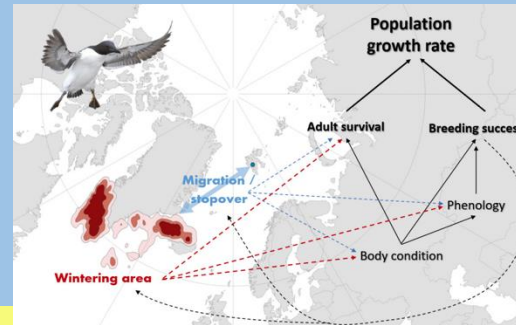 Population
growth rate
Adult survival
Breeding succes
Migration
stopover
Phenology
Body condition
Wintering area